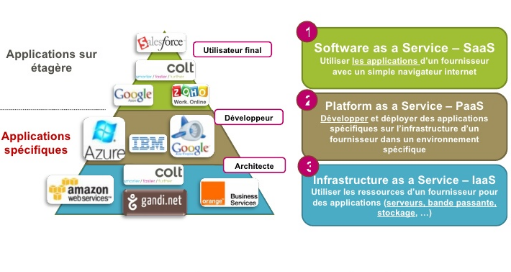 Applications sur
étagère
Applications
spécifiques
salesforce
Utilisateur final
colt
Google
ZOHO
Work. Online
Développeur
Azure
IBM
Google
Architecte
colt
amazon
webservices™
gandi.net
orange™
Business
Services
1
Software as a Service – SaaS
Utiliser les applications d'un fournisseur
avec un simple navigateur internet
2
Platform as a Service – PaaS
Développer et déployer des applications
spécifiques sur l'infrastructure d'un
fournisseur dans un environnement
spécifique
3
Infrastructure as a Service – IaaS
Utiliser les ressources d'un fournisseur pour
des applications (serveurs, bande passante,
stockage, …)